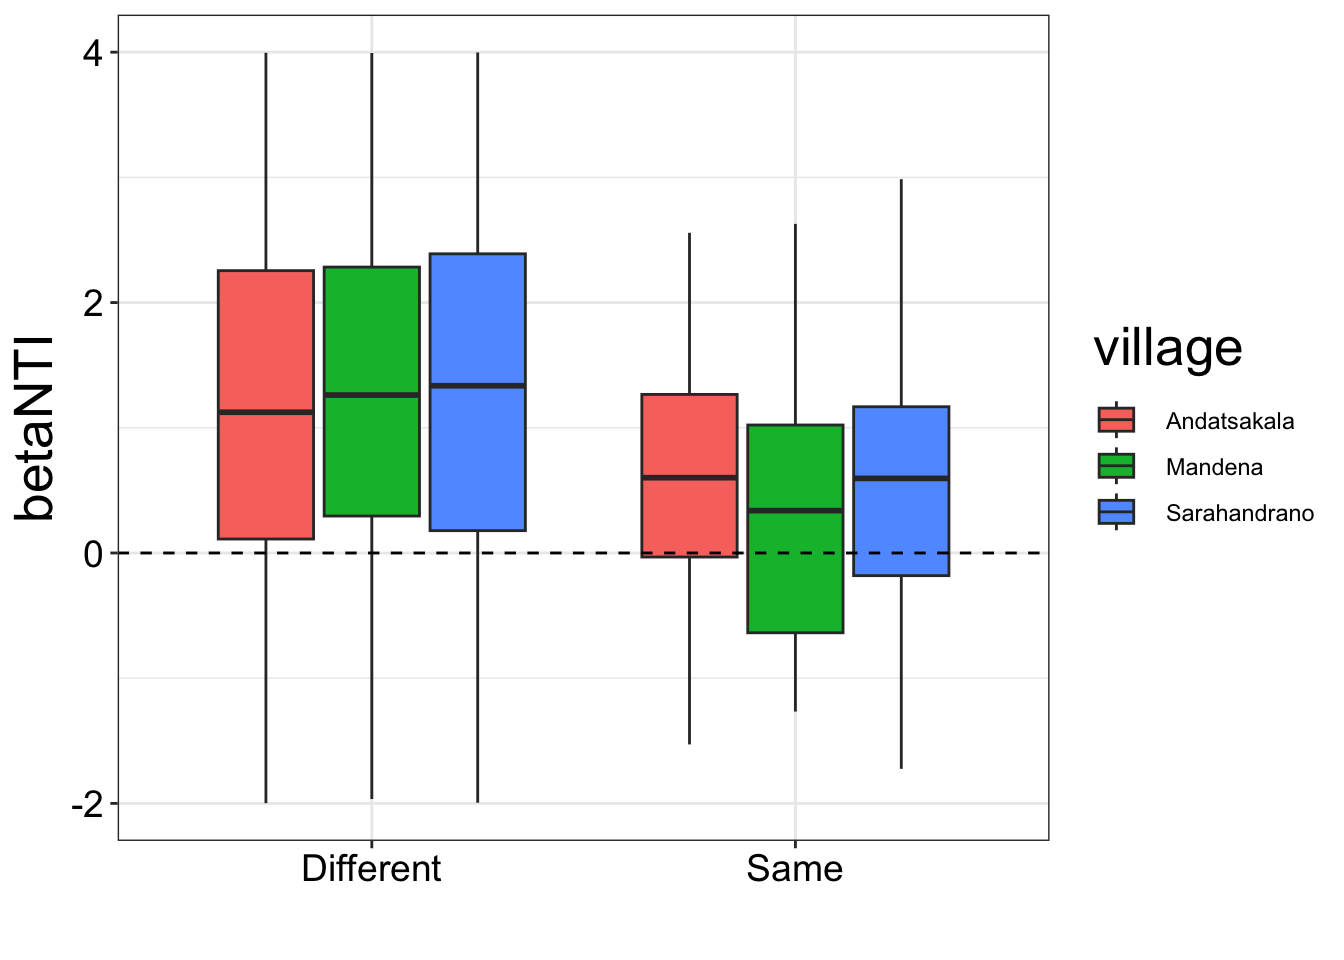 betaNTI
4
2
0
-2
Different Same
village
Andatsakala
Mandena
Sarahandrano